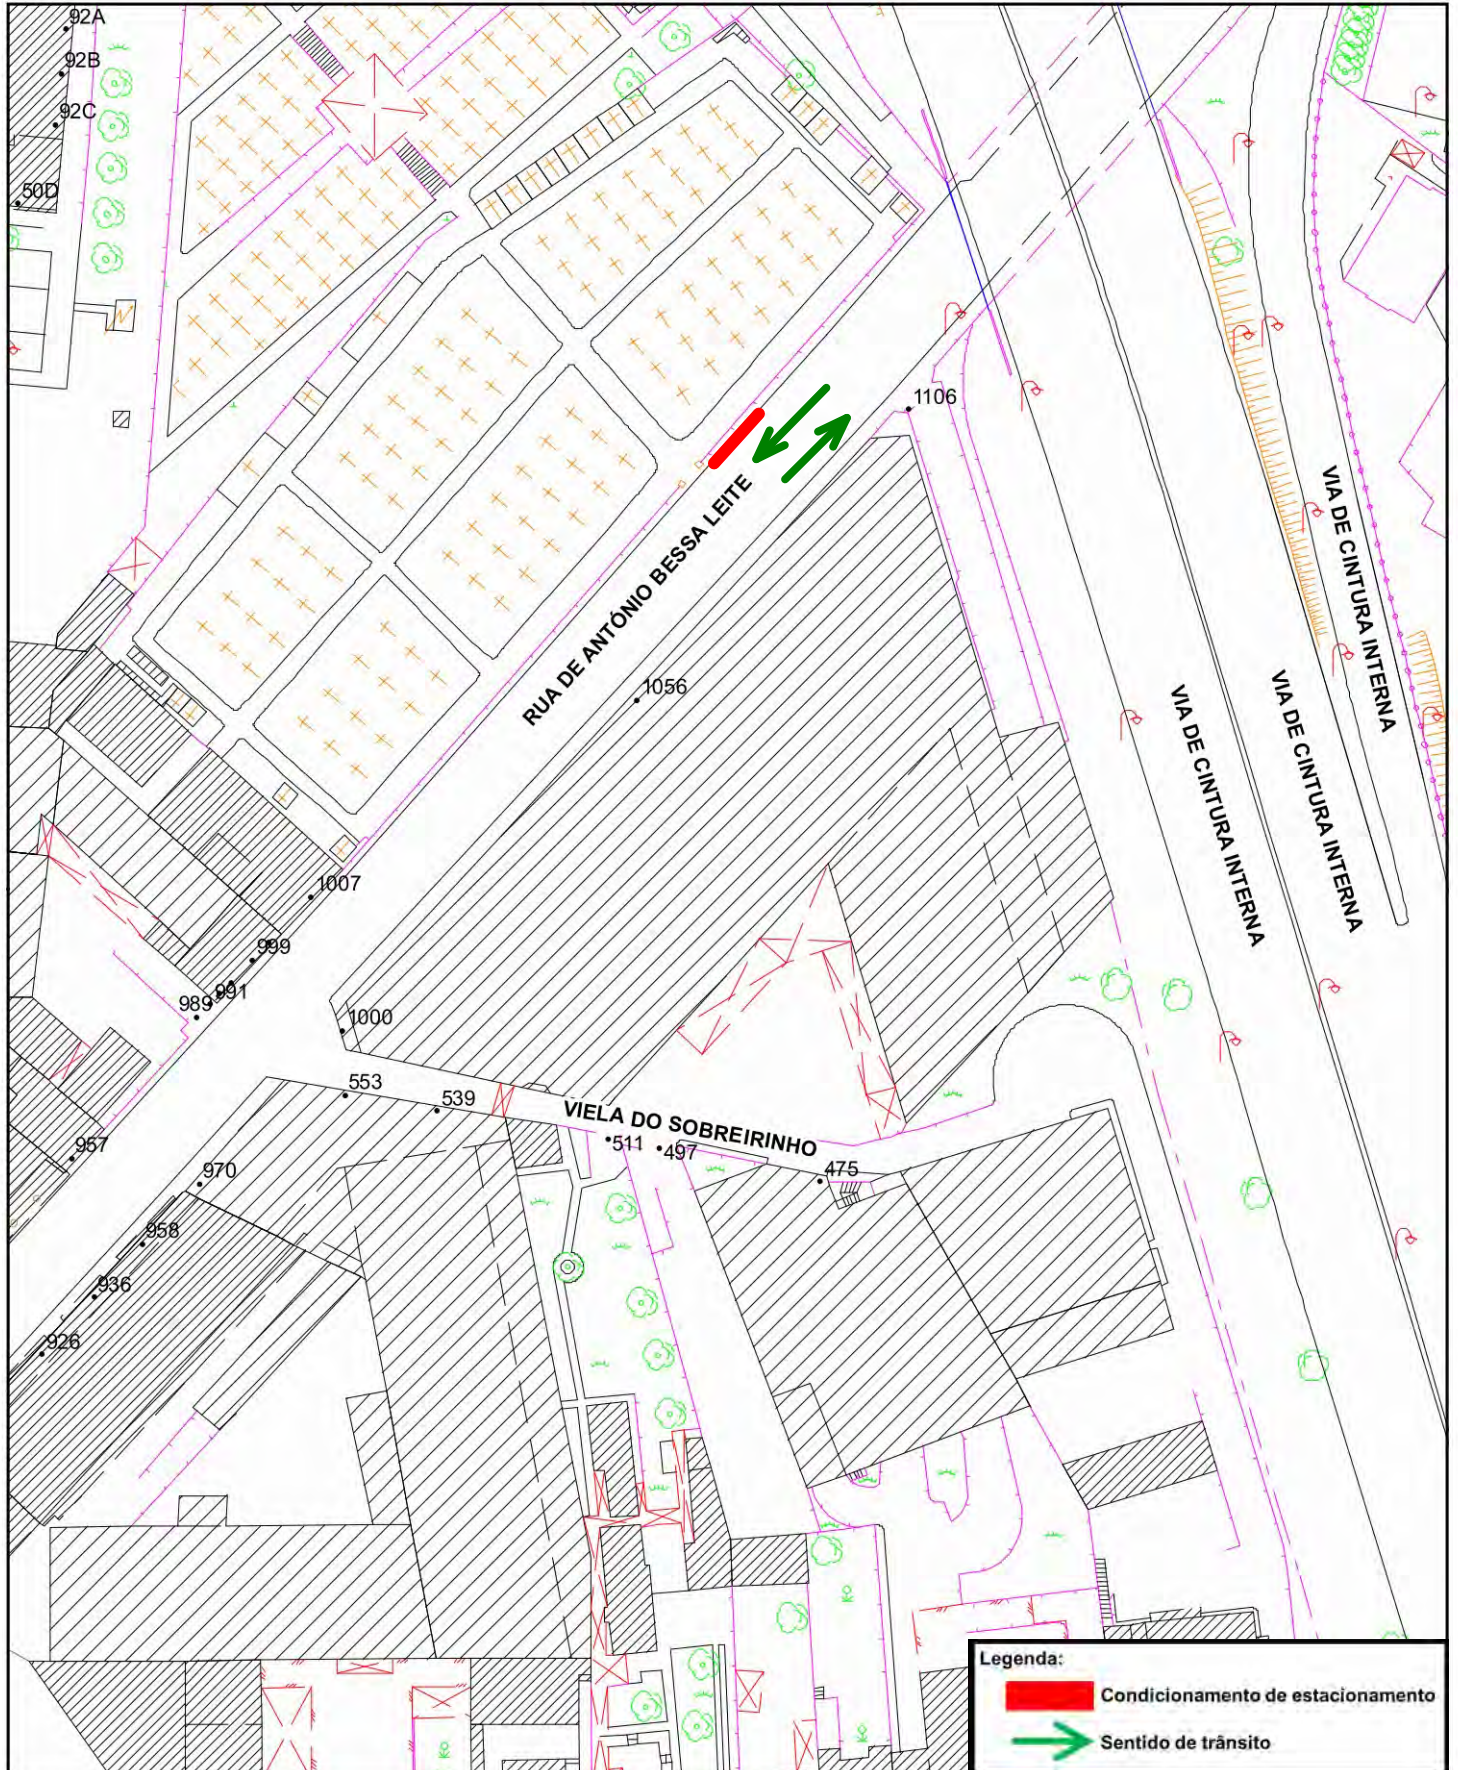 92A
92B
92C
50D
1106
RUA DE ANTÓNIO BESSA LEITE
VIA DE CINTURA INTERNA
VIA DE CINTURA INTERNA
VIA DE CINTURA INTERNA
1056
1007
999
991
989
1000
553
539
VIELA DO SOBREIRINHO
511
497
475
957
970
958
936
926
Legenda:
Condicionamento de estacionamento
Sentido de trânsito